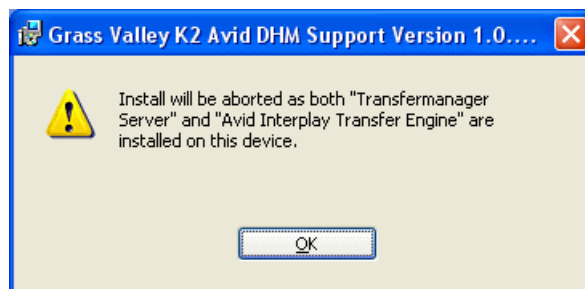 Grass Valley K2 Avid DHM Support Version 1.0....
Install will be aborted as both "Transfermanager
Server" and "Avid Interplay Transfer Engine" are
installed on this device.
OK